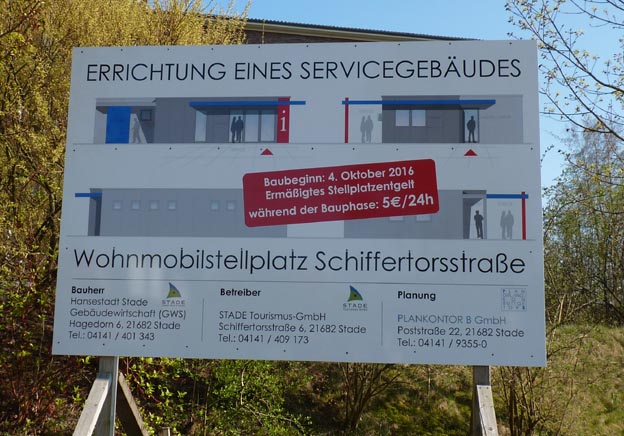 ERRICHTUNG EINES SERVICEGEBÄUDES
i
Baubeginn: 4. Oktober 2016
Ermäßigtes Stellplatzentgelt
während der Bauphase: 5€/24h
Wohnmobilstellplatz Schiffertorsstraße
Bauherr
Hansestadt Stade
Gebäudewirtschaft (GWS)
Hagedorn 6, 21682 Stade
Tel.: 04141 / 401 343
STADE
Betreiber
STADE Tourismus-GmbH
Schiffertorsstraße 6, 21682 Stade
Tel.: 04141 / 409 173
STADE
Planung
PLANKONTOR B GmbH
Poststraße 22, 21682 Stade
Tel.: 04141 / 9355-0